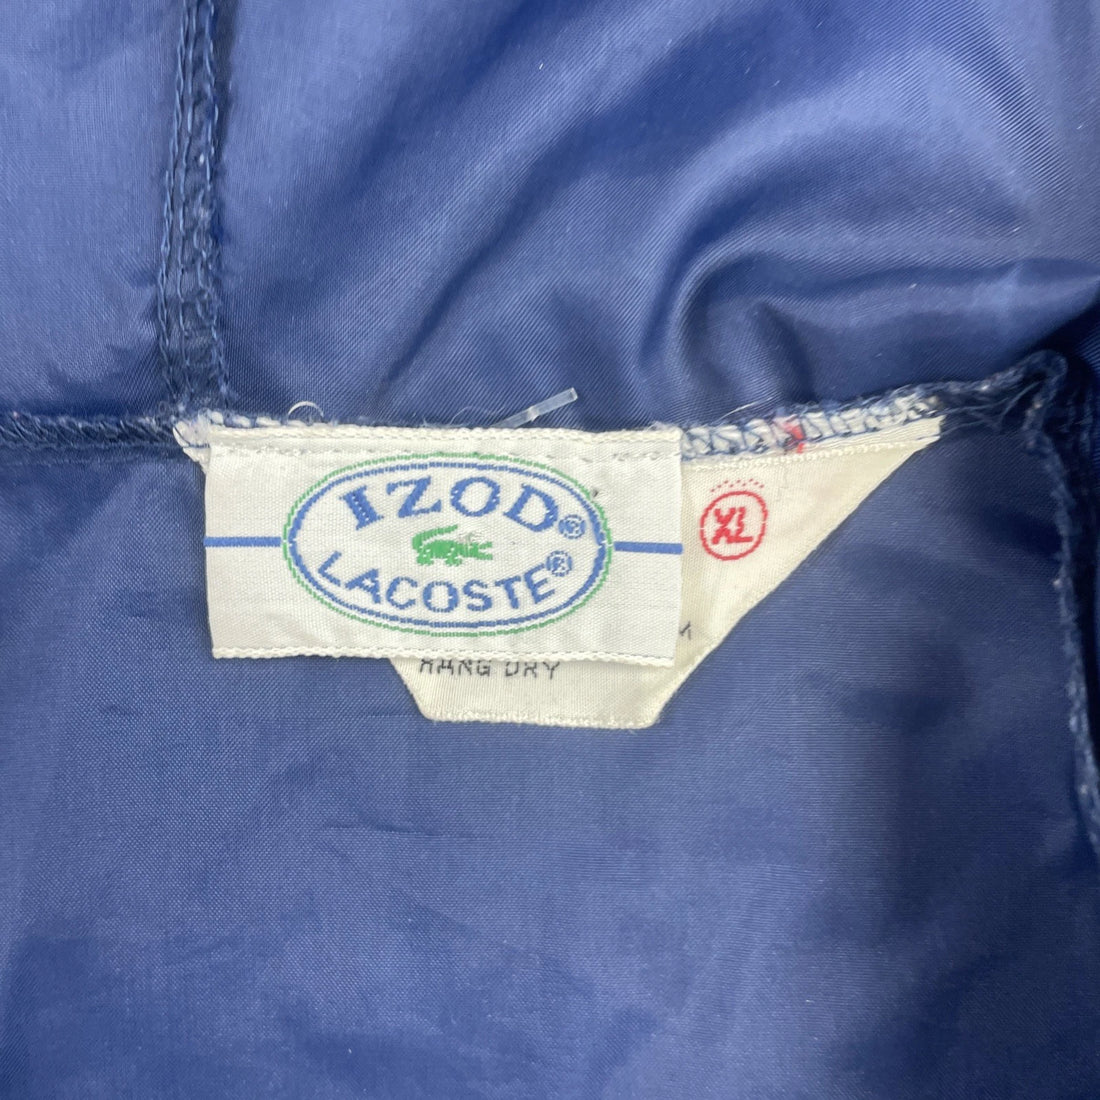 IZOD®
LACOSTE®
XL
HANG DRY